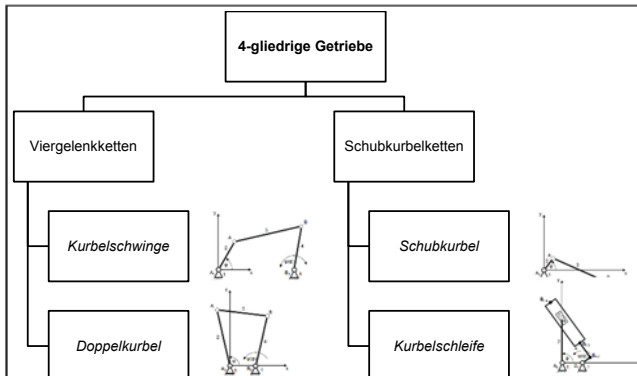 4-gliedrige Getriebe
Viergelenkketten
Schubkurbelketten
Kurbelschwinge
Schubkurbel
Doppelkurbel
Kurbelschleife